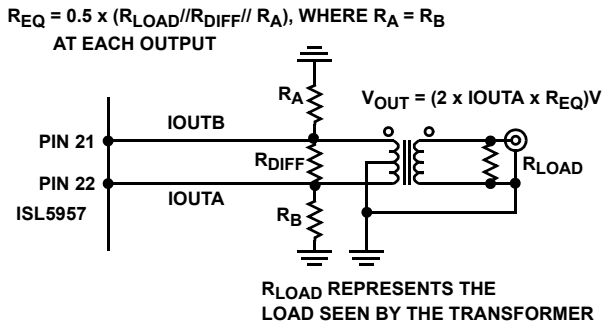 R_EQ = 0.5 x (R_LOAD//R_DIFF// R_A), WHERE R_A = R_B
AT EACH OUTPUT
R_A
V_OUT = (2 x IOUTA x R_EQ)V
IOUTB
PIN 21
R_DIFF
R_LOAD
PIN 22
IOUTA
ISL5957
R_B
R_LOAD REPRESENTS THE
LOAD SEEN BY THE TRANSFORMER